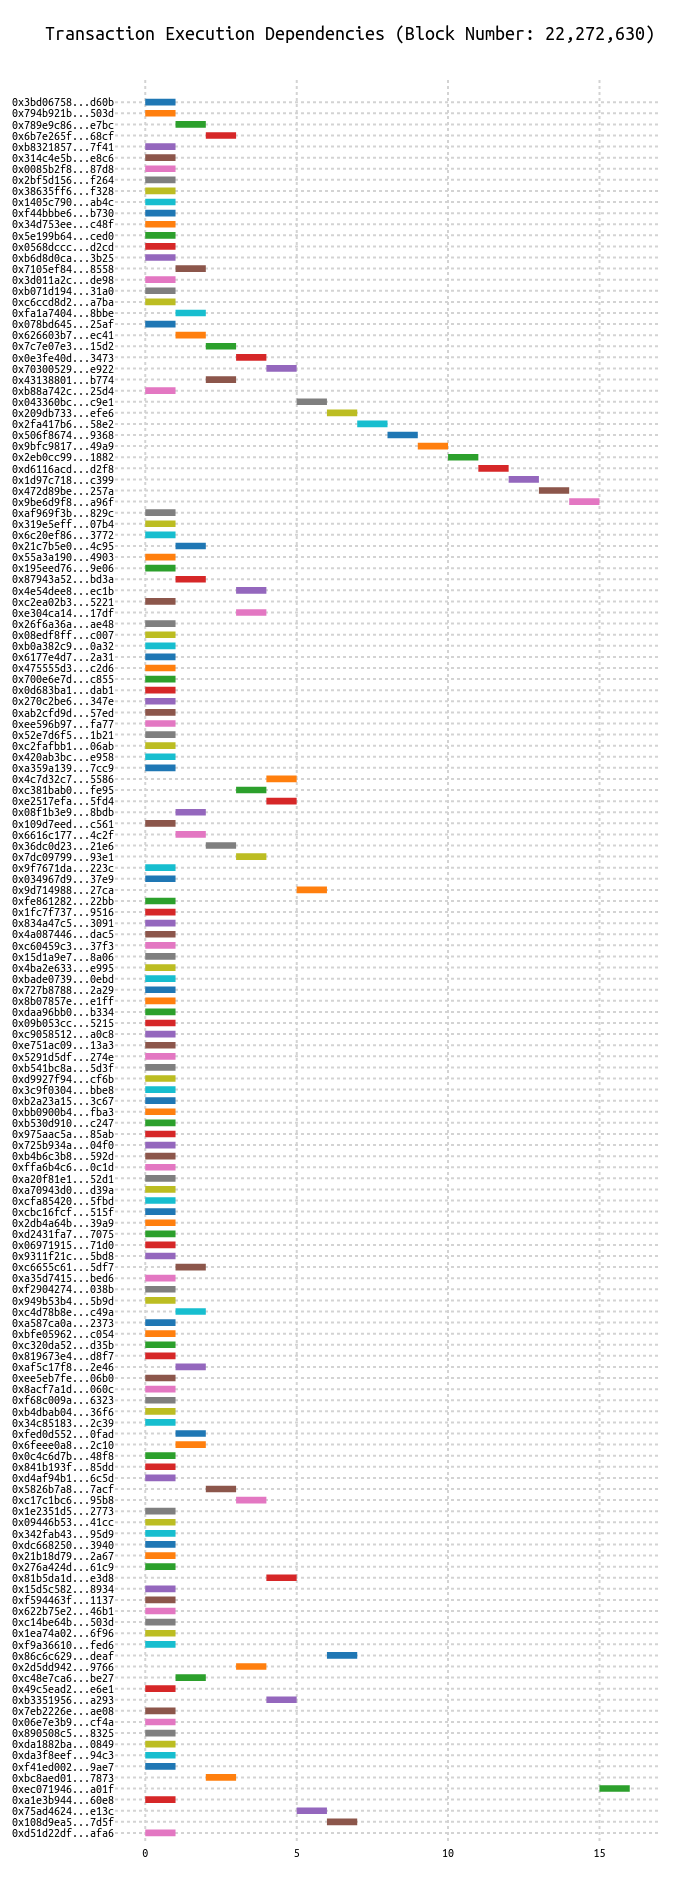 Transaction Execution Dependencies (Block Number: 22,272,630)
0x3bd06758...d60b
0x794b921b...503d
0x789e9c86...e7bc
0x6b7e265f...68cf
0xb8321857...7f41
0x314c4e5b...e8c6
0x0085b2f8...87d8
0x2bf5d156...f264
0x38635ff6...f328
0x1405c790...ab4c
0xf44bbbe6...b730
0x34d753ee...c48f
0x5e199b64...ced0
0x0568dccc...d2cd
0xb6d8d0ca...3b25
0x7105ef84...8558
0x3d011a2c...de98
0xb071d194...31a0
0xc6ccd8d2...a7ba
0xfa1a7404...8bbe
0x078bd645...25af
0x626603b7...ec41
0x7c7e07e3...15d2
0x0e3fe40d...3473
0x70300529...e922
0x43138801...b774
0xb88a742c...25d4
0x043360bc...c9e1
0x209db733...efe6
0x2fa417b6...58e2
0x506f8674...9368
0x9bfc9817...49a9
0x2eb0cc99...1882
0xd6116acd...d2f8
0x1d97c718...c399
0x472d89be...257a
0x9be6d9f8...a96f
0xaf969f3b...829c
0x319e5eff...07b4
0x6c20ef86...3772
0x21c7b5e0...4c95
0x55a3a190...4903
0x195eed76...9e06
0x87943a52...bd3a
0x4e54dee8...ec1b
0xc2ea02b3...5221
0xe304ca14...17df
0x26f6a36a...ae48
0x08edf8ff...c007
0xb0a382c9...0a32
0x6177e4d7...2a31
0x475555d3...c2d6
0x700e6e7d...c855
0x0d683ba1...dab1
0x270c2be6...347e
0xab2cfd9d...57ed
0xee596b97...fa77
0x52e7d6f5...1b21
0xc2fafbb1...06ab
0x420ab3bc...e958
0xa359a139...7cc9
0x4c7d32c7...5586
0xc381bab0...fe95
0xe2517efa...5fd4
0x08f1b3e9...8bdb
0x109d7eed...c561
0x6616c177...4c2f
0x36dc0d23...21e6
0x7dc09799...93e1
0x9f7671da...223c
0x034967d9...37e9
0x9d714988...27ca
0xfe861282...22bb
0x1fc7f737...9516
0x834a47c5...3091
0x4a087446...dac5
0xc60459c3...37f3
0x15d1a9e7...8a06
0x4ba2e633...e995
0xbade0739...0ebd
0x727b8788...2a29
0x8b07857e...e1ff
0xdaa96bb0...b334
0x09b053cc...5215
0xc9058512...a0c8
0xe751ac09...13a3
0x5291d5df...274e
0xb541bc8a...5d3f
0xd9927f94...cf6b
0x3c9f0304...bbe8
0xb2a23a15...3c67
0xbb0900b4...fba3
0xb530d910...c247
0x975aac5a...85ab
0x725b934a...04f0
0xb4b6c3b8...592d
0xffa6b4c6...0c1d
0xa20f81e1...52d1
0xa70943d0...d39a
0xcfa85420...5fbd
0xcbc16fcf...515f
0x2db4a64b...39a9
0xd2431fa7...7075
0x06971915...71d0
0x9311f21c...5bd8
0xc6655c61...5df7
0xa35d7415...bed6
0xf2904274...038b
0x949b53b4...5b9d
0xc4d78b8e...c49a
0xa587ca0a...2373
0xbfe05962...c054
0xc320da52...d35b
0x819673e4...d8f7
0xaf5c17f8...2e46
0xee5eb7fe...06b0
0x8acf7a1d...060c
0xf68c009a...6323
0xb4dbab04...36f6
0x34c85183...2c39
0xfed0d552...0fad
0x6feee0a8...2c10
0x0c4c6d7b...48f8
0x841b193f...85dd
0xd4af94b1...6c5d
0x5826b7a8...7acf
0xc17c1bc6...95b8
0x1e2351d5...2773
0x09446b53...41cc
0x342fab43...95d9
0xdc668250...3940
0x21b18d79...2a67
0x276a424d...61c9
0x81b5da1d...e3d8
0x15d5c582...8934
0xf594463f...1137
0x622b75e2...46b1
0xc14be64b...503d
0x1ea74a02...6f96
0xf9a36610...fed6
0x86c6c629...deaf
0x2d5dd942...9766
0xc48e7ca6...be27
0x49c5ead2...e6e1
0xb3351956...a293
0x7eb2226e...ae08
0x06e7e3b9...cf4a
0x890508c5...8325
0xda1882ba...0849
0xda3f8eef...94c3
0xf41ed002...9ae7
0xbc8aed01...7873
0xec071946...a01f
0xa1e3b944...60e8
0x75ad4624...e13c
0x108d9ea5...7d5f
0xd51d22df...afa6
0 5 10 15